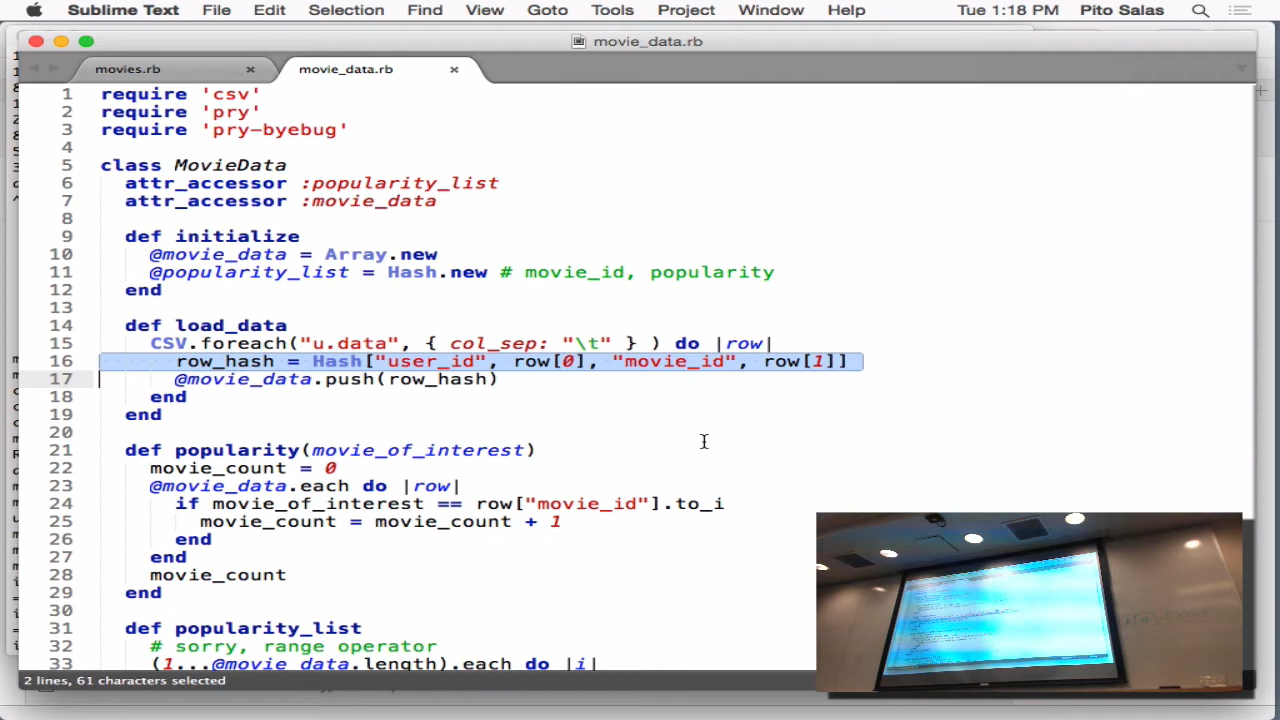 Sublime Text File Edit Selection Find View Goto Tools Project Window Help Tue 1:18 PM Pito Salas
movie_data.rb
movies.rb movie_data.rb
1 require 'csv'
2 require 'pry'
3 require 'pry-byebug'
4
5 class MovieData
6 attr_accessor :popularity_list
7 attr_accessor :movie_data
8
9 def initialize
10 @movie_data = Array.new
11 @popularity_list = Hash.new # movie_id, popularity
12 end
13
14 def load_data
15 CSV.foreach("u.data", { col_sep: "\t" } ) do |row|
16 row_hash = Hash["user_id", row[0], "movie_id", row[1]]
17 @movie_data.push(row_hash)
18 end
19 end
20
21 def popularity(movie_of_interest)
22 movie_count = 0
23 @movie_data.each do |row|
24 if movie_of_interest == row["movie_id"].to_i
25 movie_count = movie_count + 1
26 end
27 end
28 movie_count
29 end
30
31 def popularity_list
32 # sorry, range operator
33 (1...@movie_data.length).each do |i|
2 lines, 61 characters selected